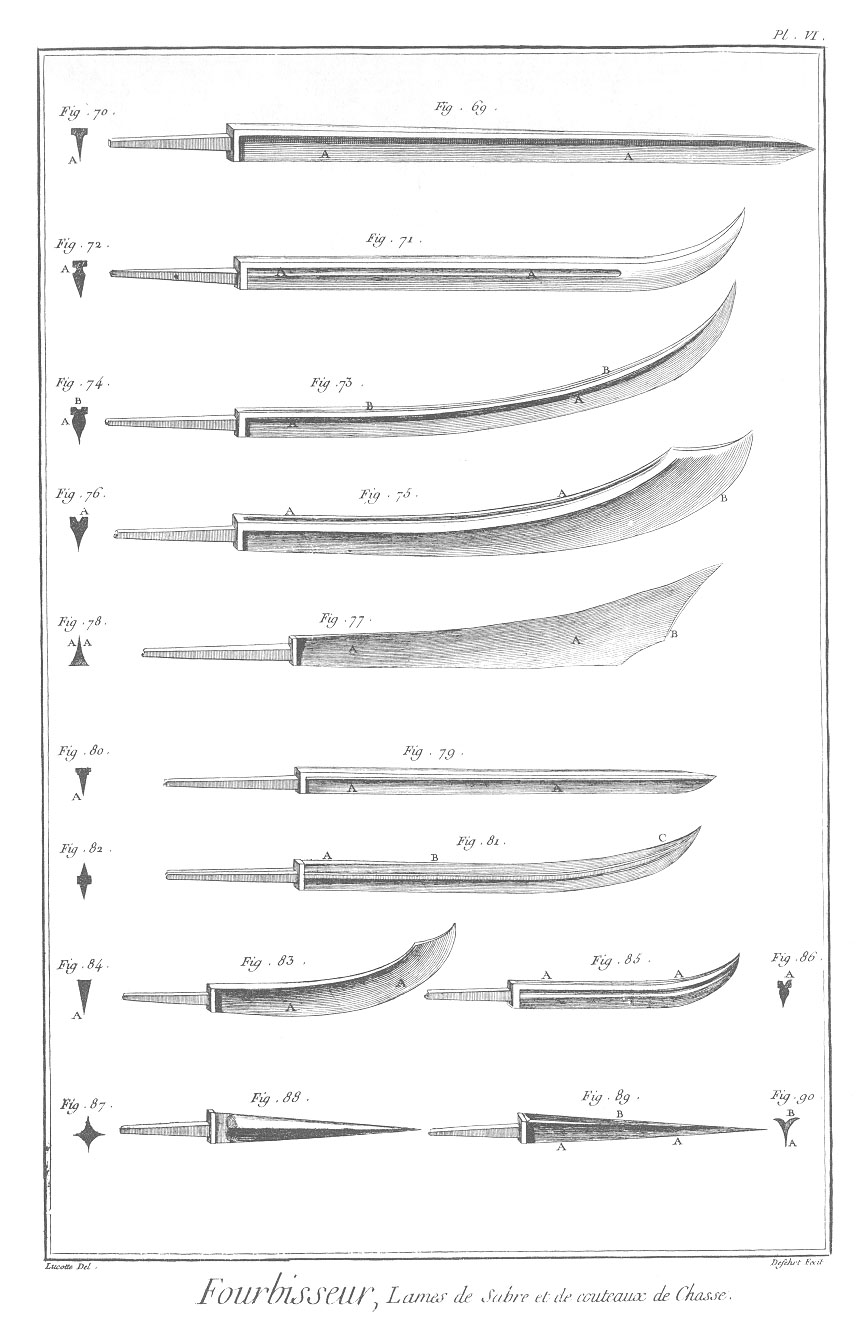 Pl . VI .
Fig . 70 .
Fig . 69 .
A
A
A
Fig . 72 .
Fig . 71 .
A
A
A
Fig . 74 .
Fig . 73 .
B
A
B
A
B
A
Fig . 76 .
Fig . 75 .
A
A
A
B
Fig . 78 .
Fig . 77 .
A A
A
A
B
Fig . 80 .
Fig . 79 .
A
A
A
Fig . 82 .
Fig . 81 .
A
B
C
Fig . 84 .
Fig . 83 .
A
A
A
Fig . 85 .
Fig . 86 .
A
A
A
Fig . 87 .
Fig . 88 .
Fig . 89 .
Fig . 90 .
B
A
A
B
A
Lucotte Del .
Defehrt Fecit
Fourbisseur, Lames de Sabre et de couteaux de Chasse .